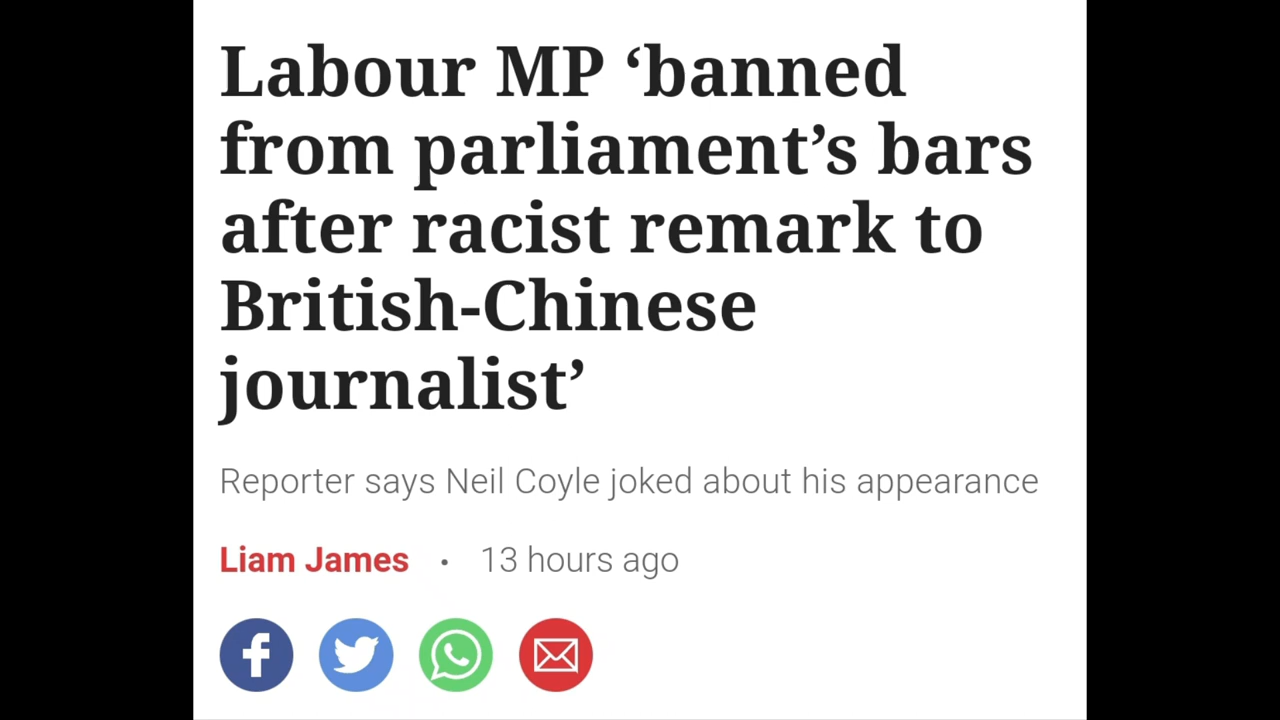 Labour MP ‘banned
from parliament’s bars
after racist remark to
British-Chinese
journalist’
Reporter says Neil Coyle joked about his appearance
Liam James • 13 hours ago